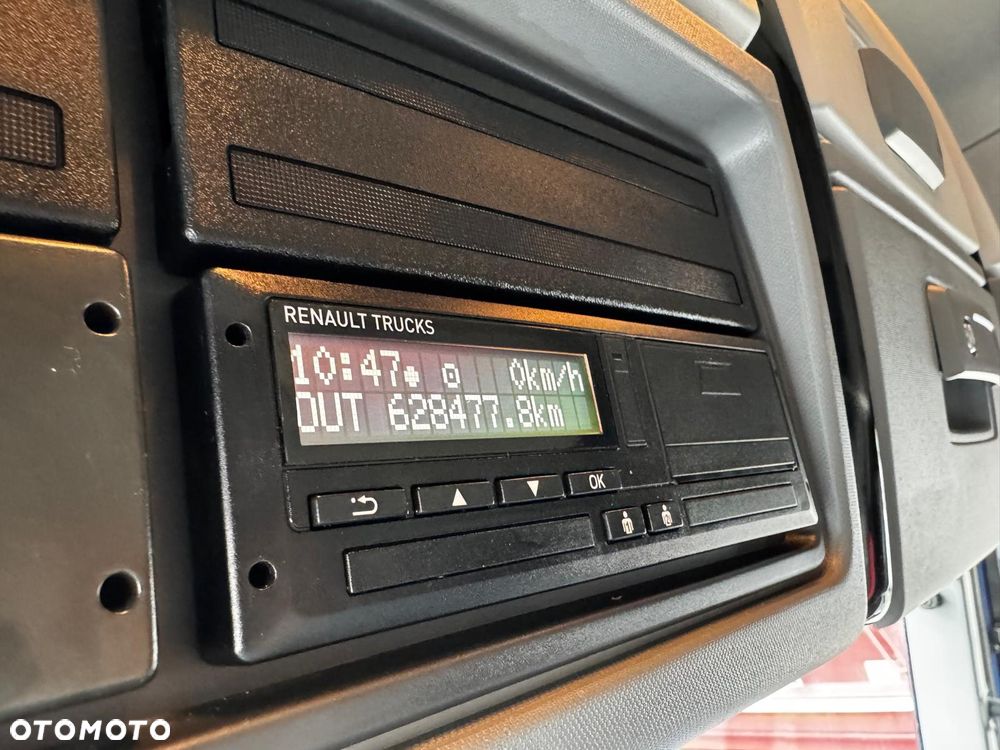 RENAULT TRUCKS
10:47 0km/h
OUT 628477.8km
OK
OTOMOTO